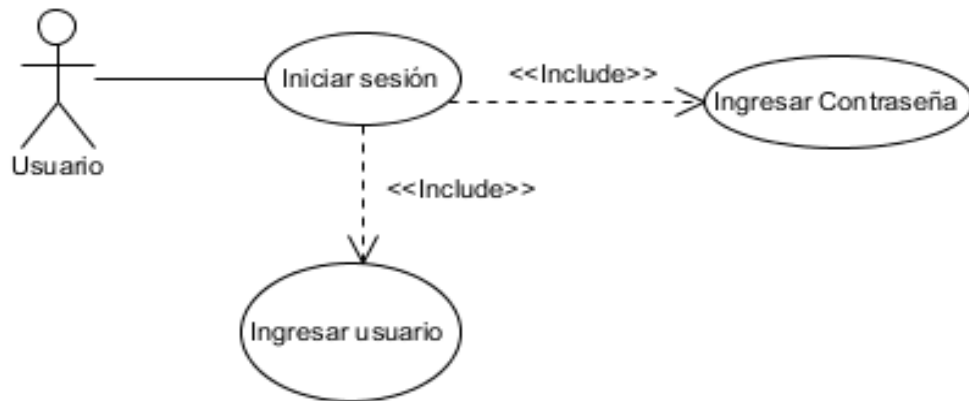 Iniciar sesión
<<Include>>
Ingresar Contraseña
Usuario
<<Include>>
Ingresar usuario